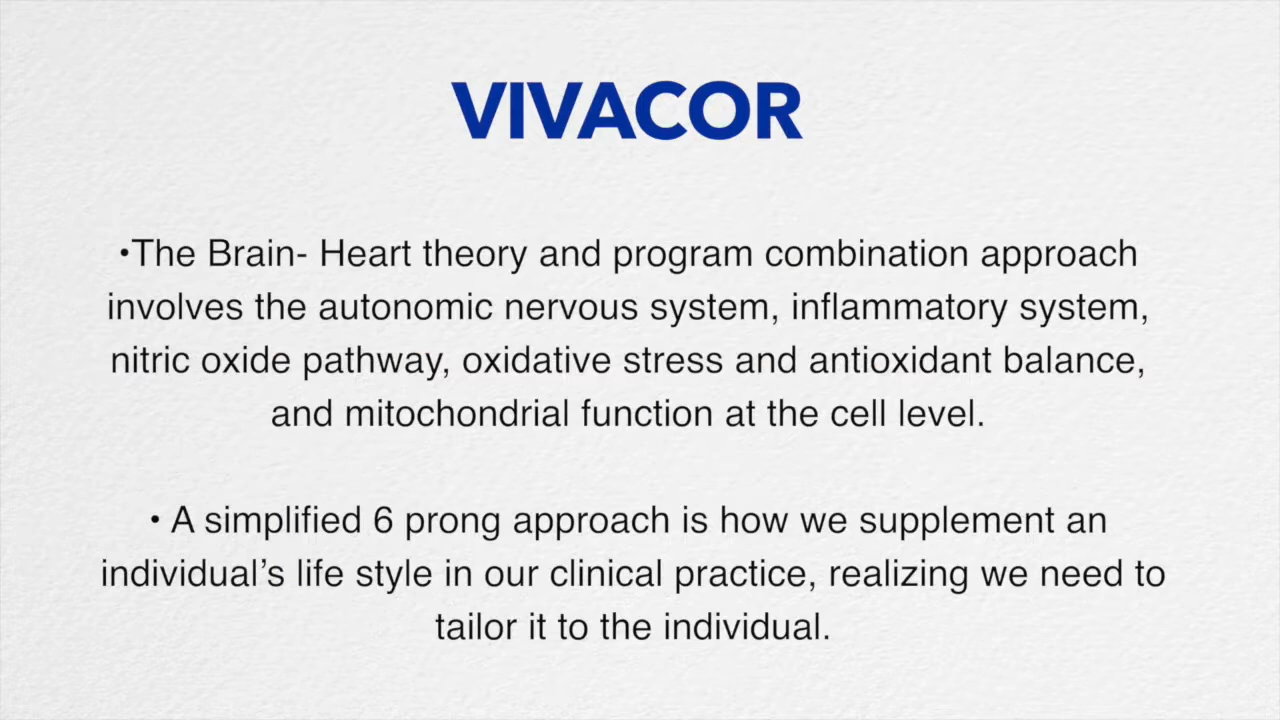 VIVACOR
•The Brain- Heart theory and program combination approach
involves the autonomic nervous system, inflammatory system,
nitric oxide pathway, oxidative stress and antioxidant balance,
and mitochondrial function at the cell level.
• A simplified 6 prong approach is how we supplement an
individual’s life style in our clinical practice, realizing we need to
tailor it to the individual.